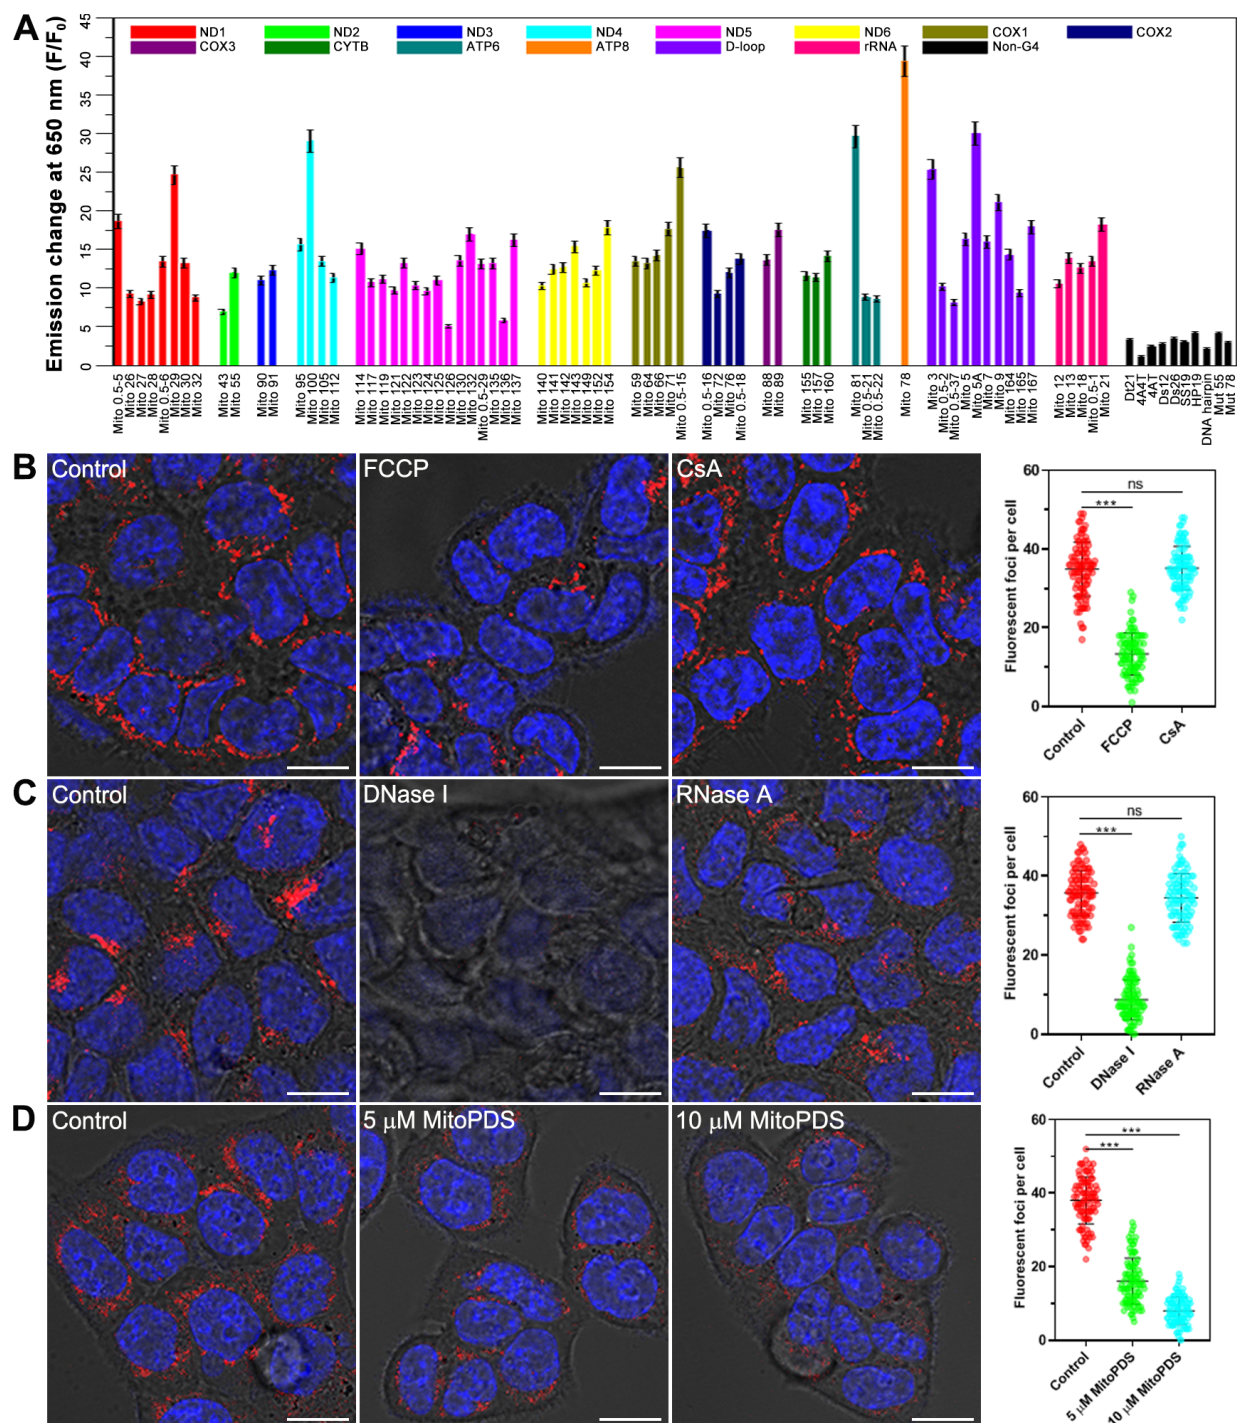 A
Emission change at 650 nm (F/F₀)
45
40
35
30
25
20
15
10
5
0
ND1 ND2 ND3 ND4 ND5 ND6 COX1 COX2
COX3 CYTB ATP6 ATP8 D-loop rRNA Non-G4
Mito 0.5-5
Mito 26
Mito 27
Mito 28
Mito 0.5-6
Mito 29
Mito 30
Mito 32
Mito 43
Mito 55
Mito 90
Mito 91
Mito 95
Mito 100
Mito 105
Mito 112
Mito 114
Mito 117
Mito 119
Mito 121
Mito 122
Mito 123
Mito 124
Mito 125
Mito 126
Mito 130
Mito 132
Mito 0.5-29
Mito 135
Mito 136
Mito 137
Mito 140
Mito 141
Mito 142
Mito 143
Mito 149
Mito 152
Mito 154
Mito 59
Mito 64
Mito 66
Mito 71
Mito 0.5-15
Mito 0.5-16
Mito 72
Mito 74
Mito 0.5-18
Mito 88
Mito 89
Mito 155
Mito 157
Mito 160
Mito 81
Mito 0.5-21
Mito 0.5-22
Mito 78
Mito 3
Mito 0.5-2
Mito 0.5-37
Mito 5
Mito 5A
Mito 7
Mito 9
Mito 164
Mito 165
Mito 167
Mito 12
Mito 13
Mito 18
Mito 0.5-1
Mito 21
Dt21
4A4T
4AT
Ds12
Ds26
SS19
HP19
DNA hairpin
Mut 55
Mut 78
B
Control
FCCP
CsA
Fluorescent foci per cell
60
40
20
0
ns
***
Control
FCCP
CsA
C
Control
DNase I
RNase A
Fluorescent foci per cell
60
40
20
0
ns
***
Control
DNase I
RNase A
D
Control
5 μM MitoPDS
10 μM MitoPDS
Fluorescent foci per cell
60
40
20
0
***
***
Control
5 μM MitoPDS
10 μM MitoPDS